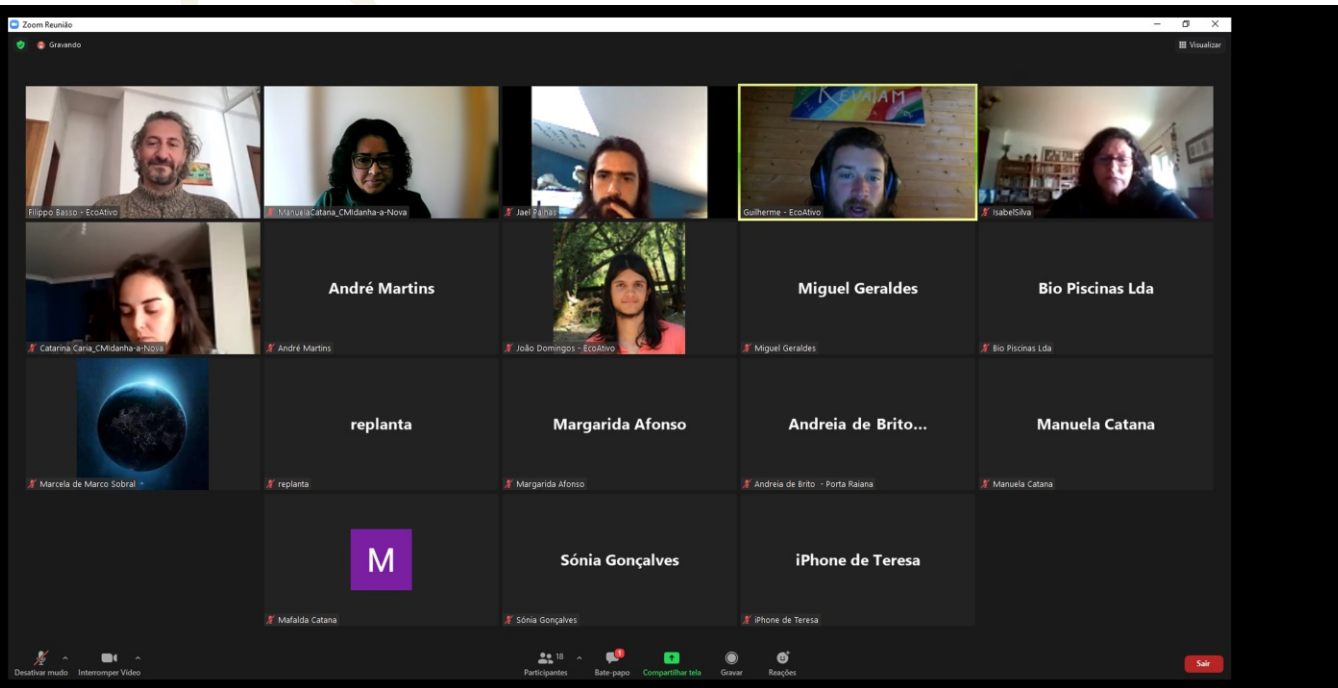 Zoom Reunião
Gravando
Visualizar
KEVAJAM
Filippo Basso - EcoAtivo
ManuelaCatana_CMIdanha-a-Nova
Jael Palhas
Guilherme - EcoAtivo
IsabelSilva
André Martins
Miguel Geraldes
Bio Piscinas Lda
Catarina Caria_CMIdanha-a-Nova
André Martins
João Domingos - EcoAtivo
Miguel Geraldes
Bio Piscinas Lda
replanta
Margarida Afonso
Andreia de Brito...
Manuela Catana
Marcela de Marco Sobral
replanta
Margarida Afonso
Andreia de Brito - Porta Raiana
Manuela Catana
M
Sónia Gonçalves
iPhone de Teresa
Mafalda Catana
Sónia Gonçalves
iPhone de Teresa
18
1
Desativar mudo
Interromper Vídeo
Participantes
Bate-papo
Compartilhar tela
Gravar
Reações
Sair